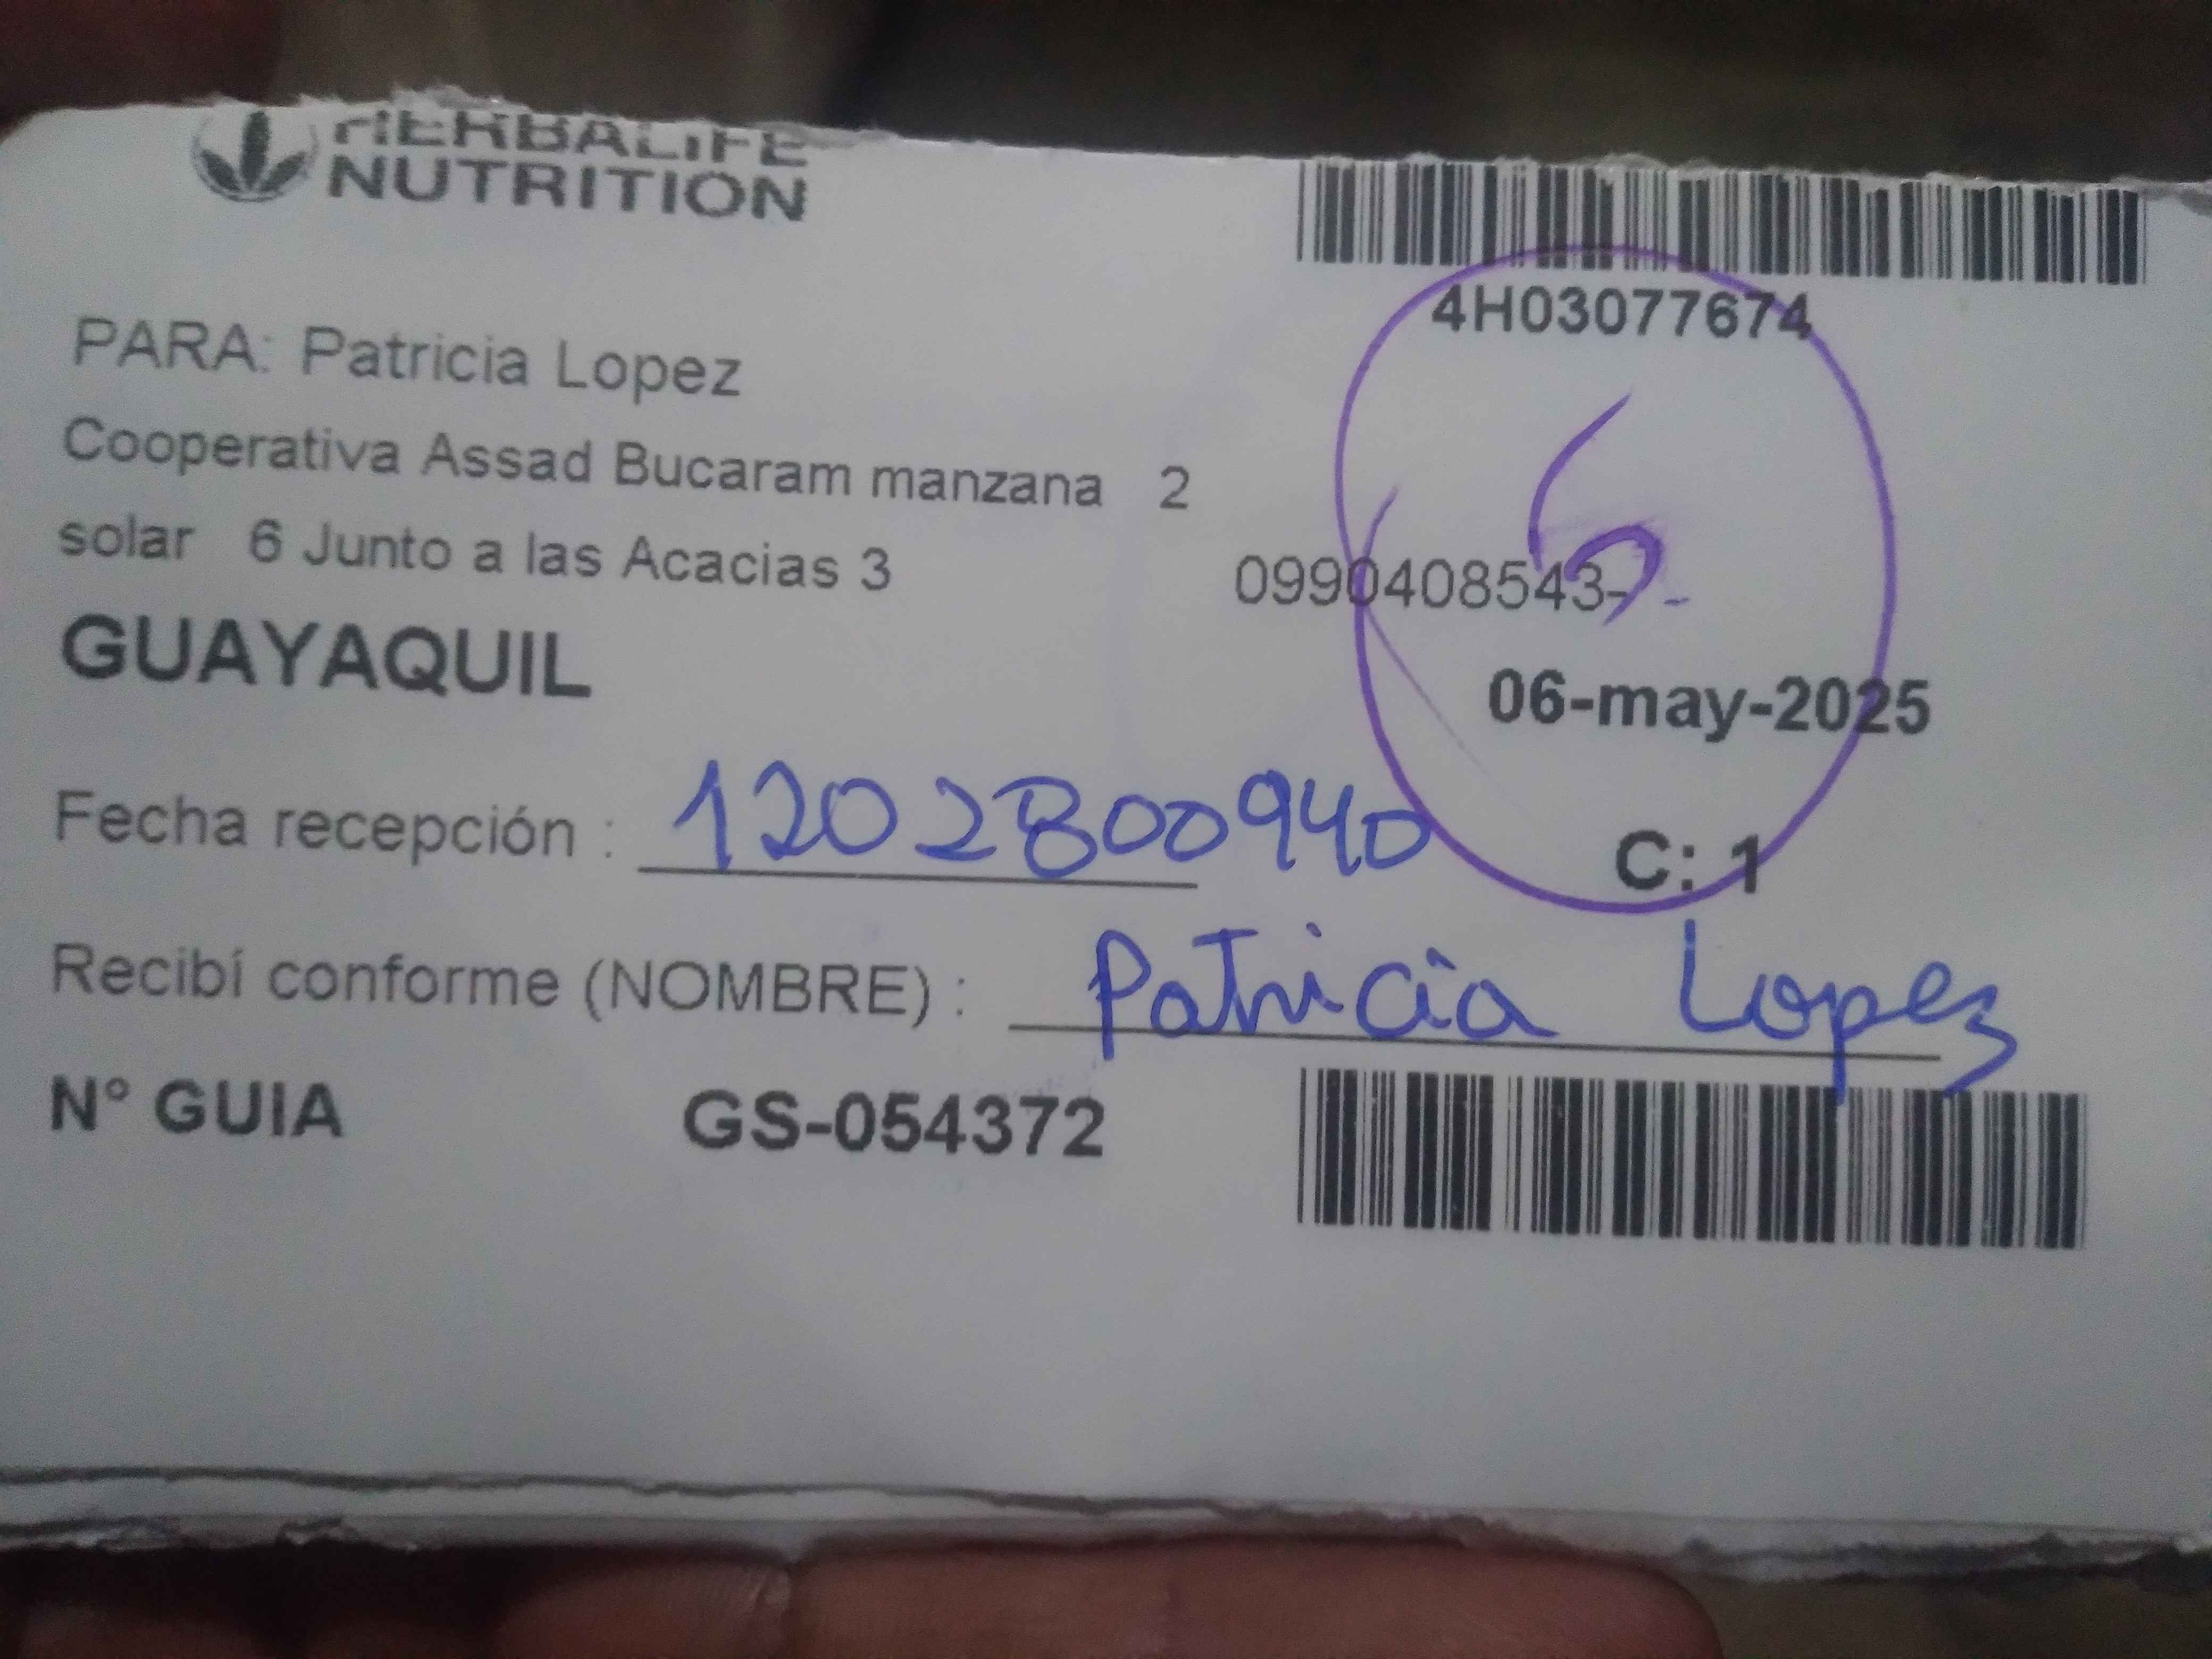 HERBALIFE
NUTRITION
4H03077674
PARA: Patricia Lopez
Cooperativa Assad Bucaram manzana 2
solar 6 Junto a las Acacias 3
0990408543-
GUAYAQUIL
06-may-2025
Fecha recepción : 1202800940
C: 1
Recibí conforme (NOMBRE) : Patricia Lopez
N° GUIA GS-054372